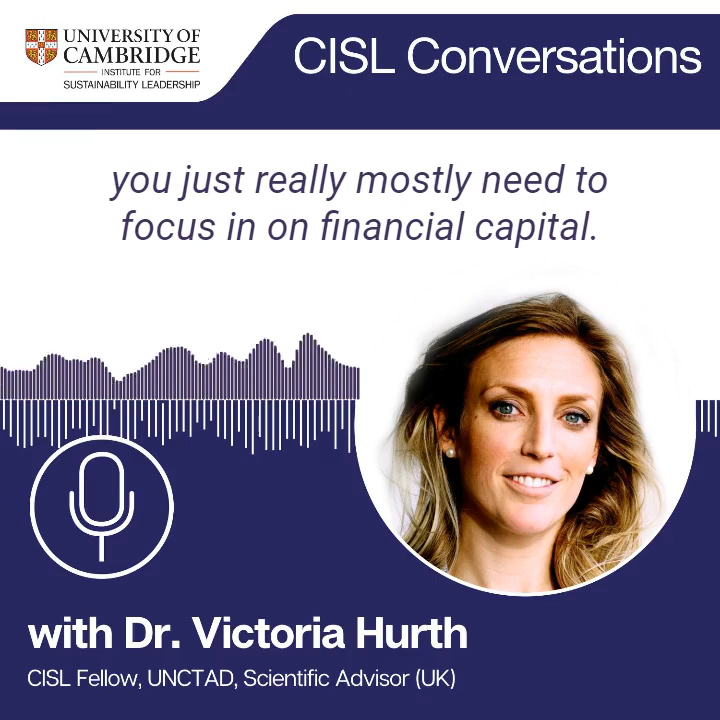 UNIVERSITY OF
CAMBRIDGE
INSTITUTE FOR
SUSTAINABILITY LEADERSHIP
CISL Conversations
you just really mostly need to
focus in on financial capital.
with Dr. Victoria Hurth
CISL Fellow, UNCTAD, Scientific Advisor (UK)